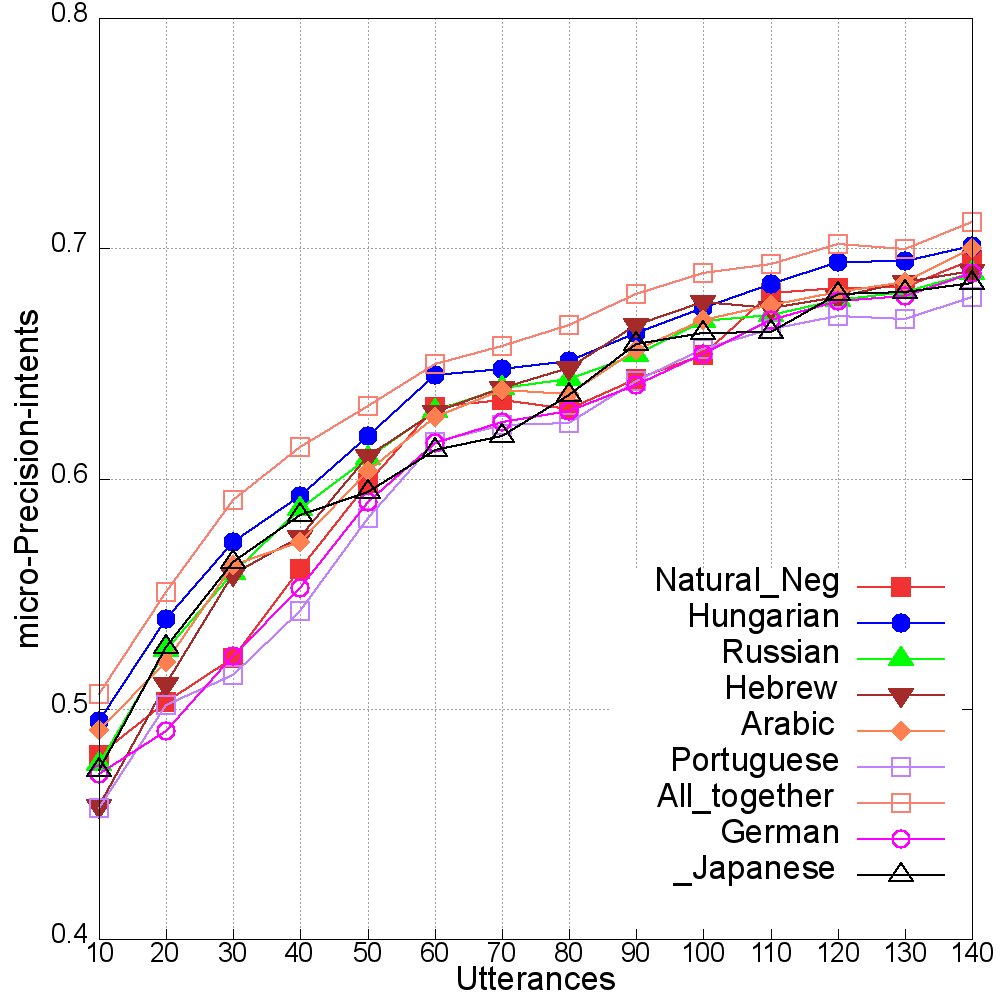 0.8
0.7
0.6
0.5
0.4
micro-Precision-intents
Natural_Neg
Hungarian
Russian
Hebrew
Arabic
Portuguese
All_together
German
_Japanese
10 20 30 40 50 60 70 80 90 100 110 120 130 140
Utterances